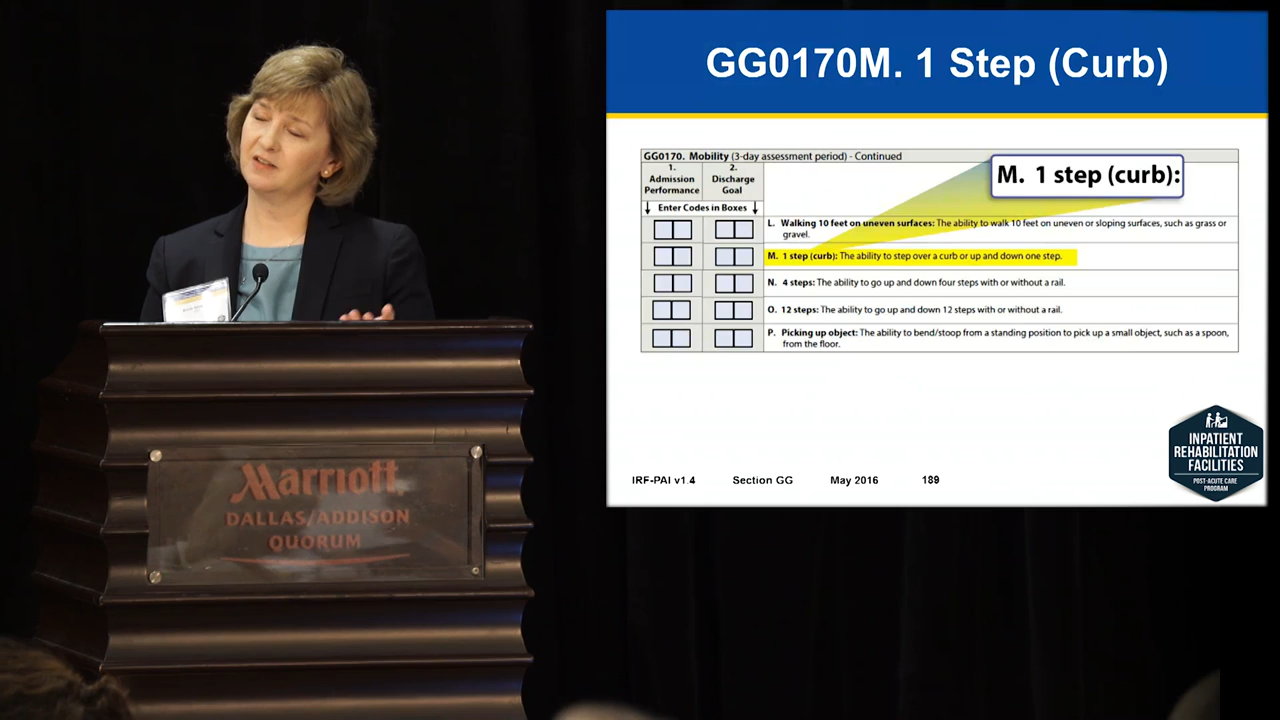 GG0170M. 1 Step (Curb)
GG0170. Mobility (3-day assessment period) - Continued
1.
Admission
Performance
2.
Discharge
Goal
↓ Enter Codes in Boxes ↓
M. 1 step (curb):
L. Walking 10 feet on uneven surfaces: The ability to walk 10 feet on uneven or sloping surfaces, such as grass or
gravel.
M. 1 step (curb): The ability to step over a curb or up and down one step.
N. 4 steps: The ability to go up and down four steps with or without a rail.
O. 12 steps: The ability to go up and down 12 steps with or without a rail.
P. Picking up object: The ability to bend/stoop from a standing position to pick up a small object, such as a spoon,
from the floor.
INPATIENT
REHABILITATION
FACILITIES
POST-ACUTE CARE
PROGRAM
IRF-PAI v1.4 Section GG May 2016 189
Marriott
DALLAS/ADDISON
QUORUM